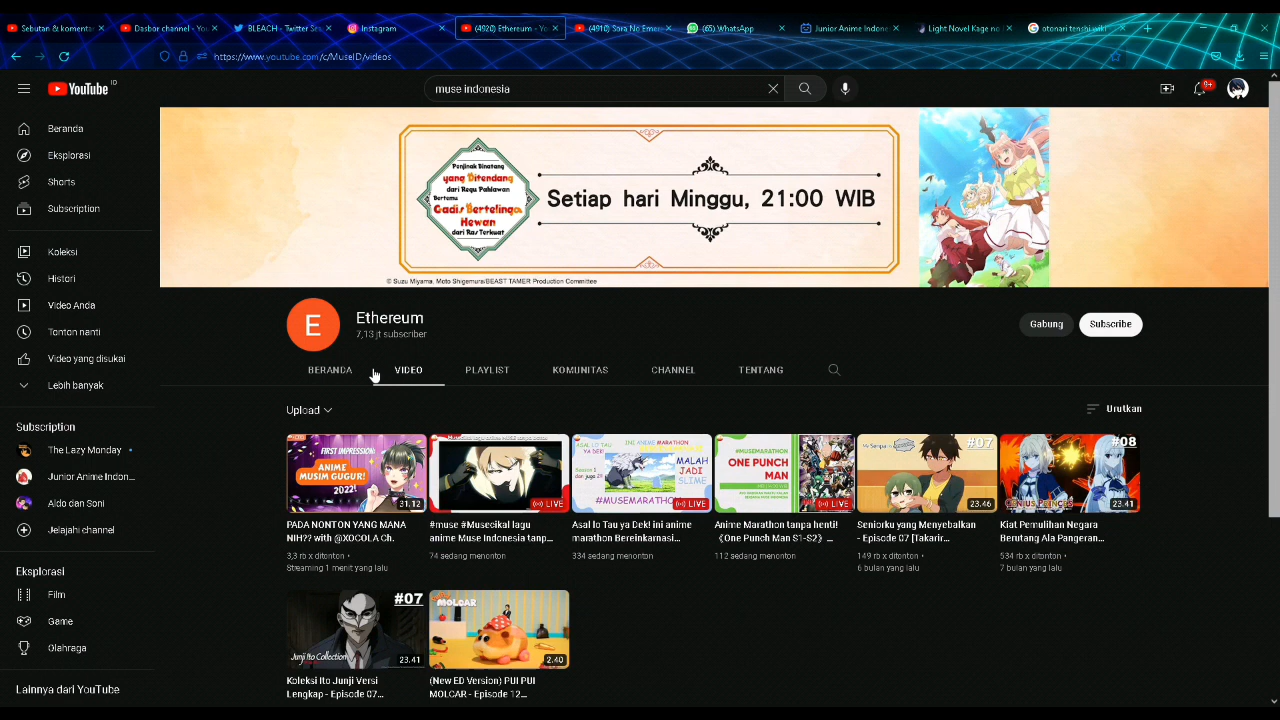 Sebutan & komentar
Dasbor channel - You
BLEACH - Twitter Sea
Instagram
(4920) Ethereum - Yo
(4910) Sora No Emer
(65) WhatsApp
Junior Anime Indone
Light Novel Kage no
otonari tenshi wiki
https://www.youtube.com/c/MuseID/videos
YouTube ID
muse indonesia
9+
Beranda
Eksplorasi
Shorts
Subscription
Koleksi
Histori
Video Anda
Tonton nanti
Video yang disukai
Lebih banyak
Subscription
The Lazy Monday
Junior Anime Indon...
Aldo dan Soni
Jelajahi channel
Eksplorasi
Film
Game
Olahraga
Lainnya dari YouTube
Penjinak Binatang
yang Ditendang
dari Regu Pahlawan
Bertemu
Gadis Bertelinga
Hewan
dari Ras Terkuat
Setiap hari Minggu, 21:00 WIB
© Suzu Miyama, Moto Shigemura/BEAST TAMER Production Committee
E
Ethereum
7,13 jt subscriber
Gabung
Subscribe
BERANDA
VIDEO
PLAYLIST
KOMUNITAS
CHANNEL
TENTANG
Upload
Urutkan
FIRST IMPRESSION:
ANIME
MUSIM GUGUR!
2022!
31.12
PADA NONTON YANG MANA
NIH?? with @XOCOLA Ch.
3,3 rb x ditonton •
Streaming 1 menit yang lalu
LIVE
#muse #Musecikal lagu
anime Muse Indonesia tanp...
74 sedang menonton
ASAL LO TAU
YA DEK!
INI ANIME MARATHON
MALAH
JADI
SLIME
#MUSEMARATHON
LIVE
Asal lo Tau ya Dek! ini anime
marathon Bereinkarnasi...
334 sedang menonton
#MUSEMARATHON
ONE PUNCH
MAN
LIVE
Anime Marathon tanpa henti!
《One Punch Man S1-S2》...
112 sedang menonton
#07
23.46
Seniorku yang Menyebalkan
- Episode 07 [Takarir...
149 rb x ditonton •
6 bulan yang lalu
#08
GENIUS PRINCE'S
23.41
Kiat Pemulihan Negara
Berutang Ala Pangeran...
534 rb x ditonton •
7 bulan yang lalu
#07
Junji Ito Collection
23.41
Koleksi Ito Junji Versi
Lengkap - Episode 07...
MOLCAR
2.40
(New ED Version) PUI PUI
MOLCAR - Episode 12...